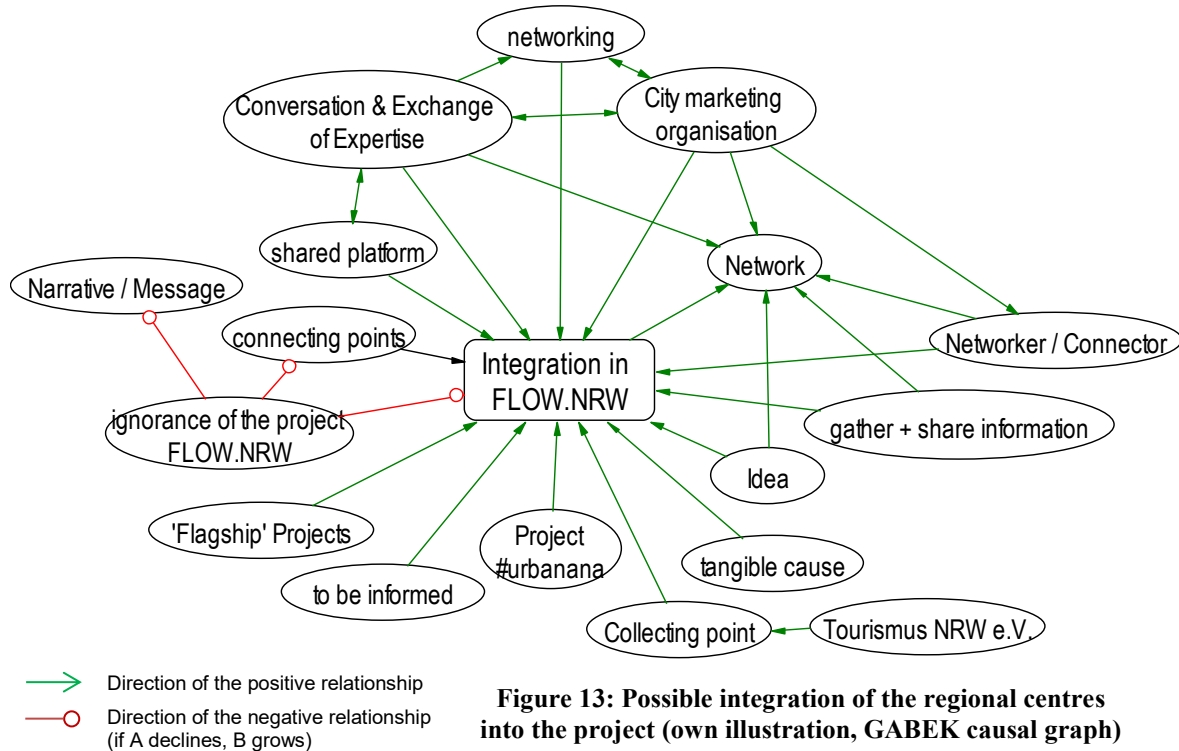 networking
Conversation & Exchange
of Expertise
City marketing
organisation
shared platform
Network
Narrative / Message
connecting points
Networker / Connector
Integration in
FLOW.NRW
ignorance of the project
FLOW.NRW
gather + share information
Idea
'Flagship' Projects
Project
#urbanana
tangible cause
to be informed
Collecting point
Tourismus NRW e.V.
Direction of the positive relationship
Direction of the negative relationship
(if A declines, B grows)
Figure 13: Possible integration of the regional centres
into the project (own illustration, GABEK causal graph)